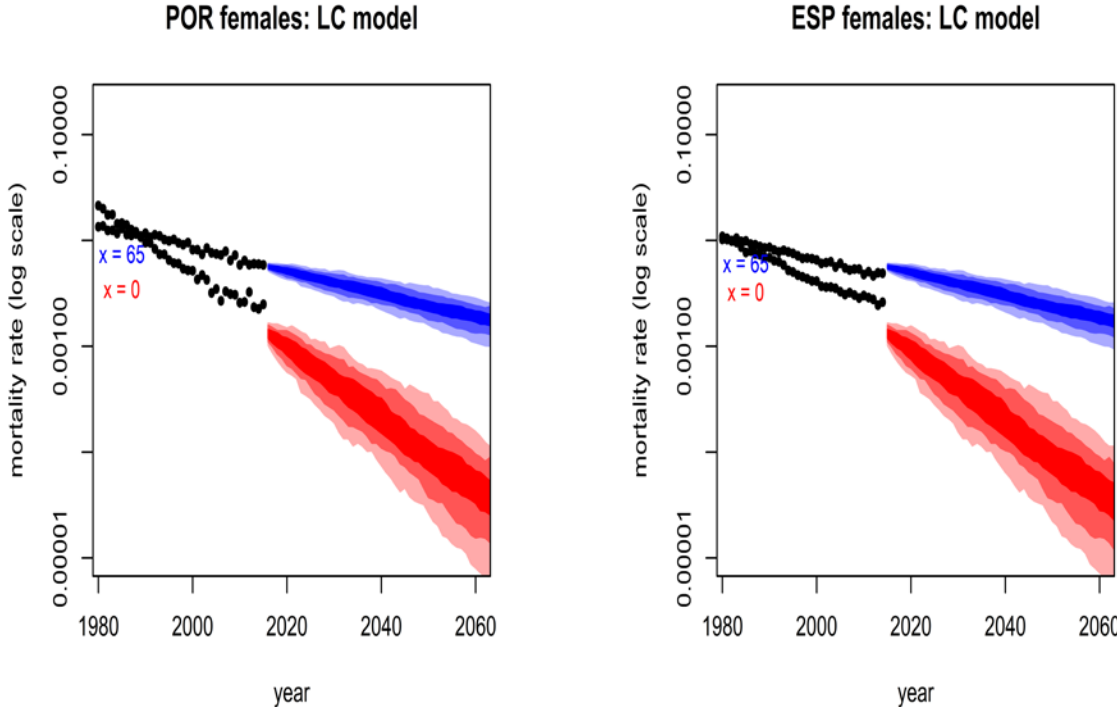 POR females: LC model
mortality rate (log scale)
0.10000
0.00100
0.00001
x = 65
x = 0
1980 2000 2020 2040 2060
year
ESP females: LC model
mortality rate (log scale)
0.10000
0.00100
0.00001
x = 65
x = 0
1980 2000 2020 2040 2060
year